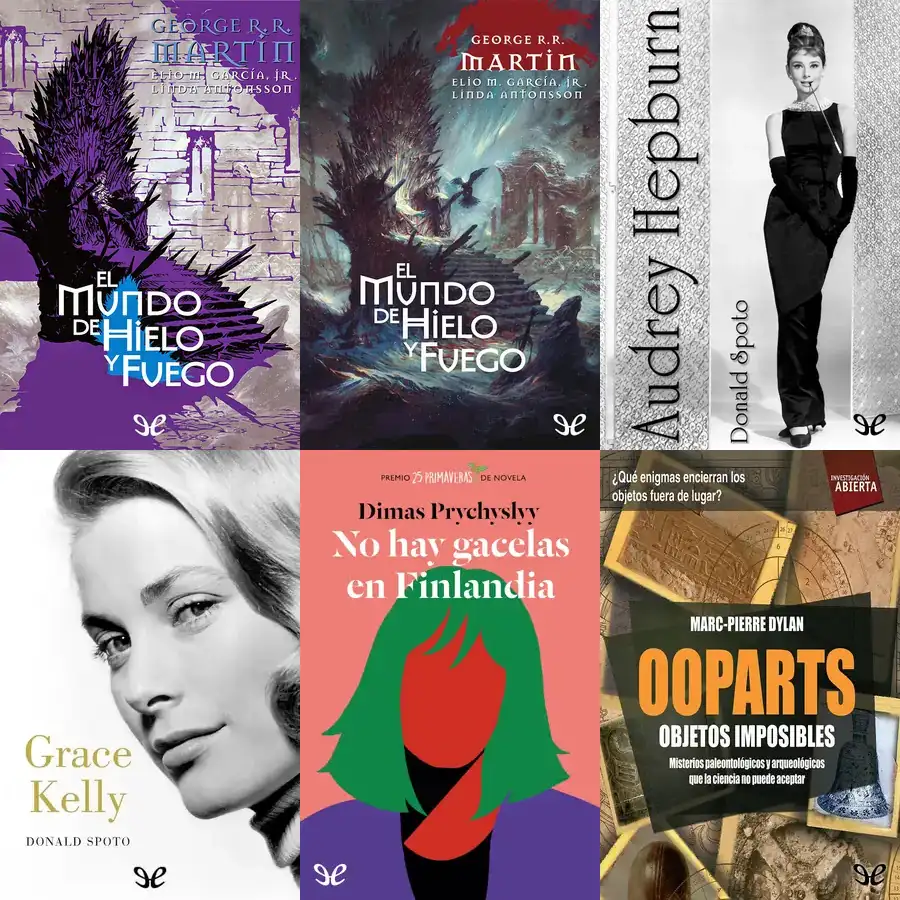 GEORGE R. R.
MARTIN
ELIO M. GARCÍA, JR.
LINDA ANTONSSON
EL
MUNDO
DE HIELO
Y FUEGO
GEORGE R. R.
MARTIN
ELIO M. GARCÍA, JR.
LINDA ANTONSSON
EL
MUNDO
DE HIELO
Y FUEGO
Audrey Hepburn
Donald Spoto
Grace
Kelly
DONALD SPOTO
PREMIO 25 PRIMAVERAS DE NOVELA
Dimas Prychyslyy
No hay gacelas
en Finlandia
¿Qué enigmas encierran los
objetos fuera de lugar?
INVESTIGACIÓN
ABIERTA
MARC-PIERRE DYLAN
OOPARTS
OBJETOS IMPOSIBLES
Misterios paleontológicos y arqueológicos
que la ciencia no puede aceptar